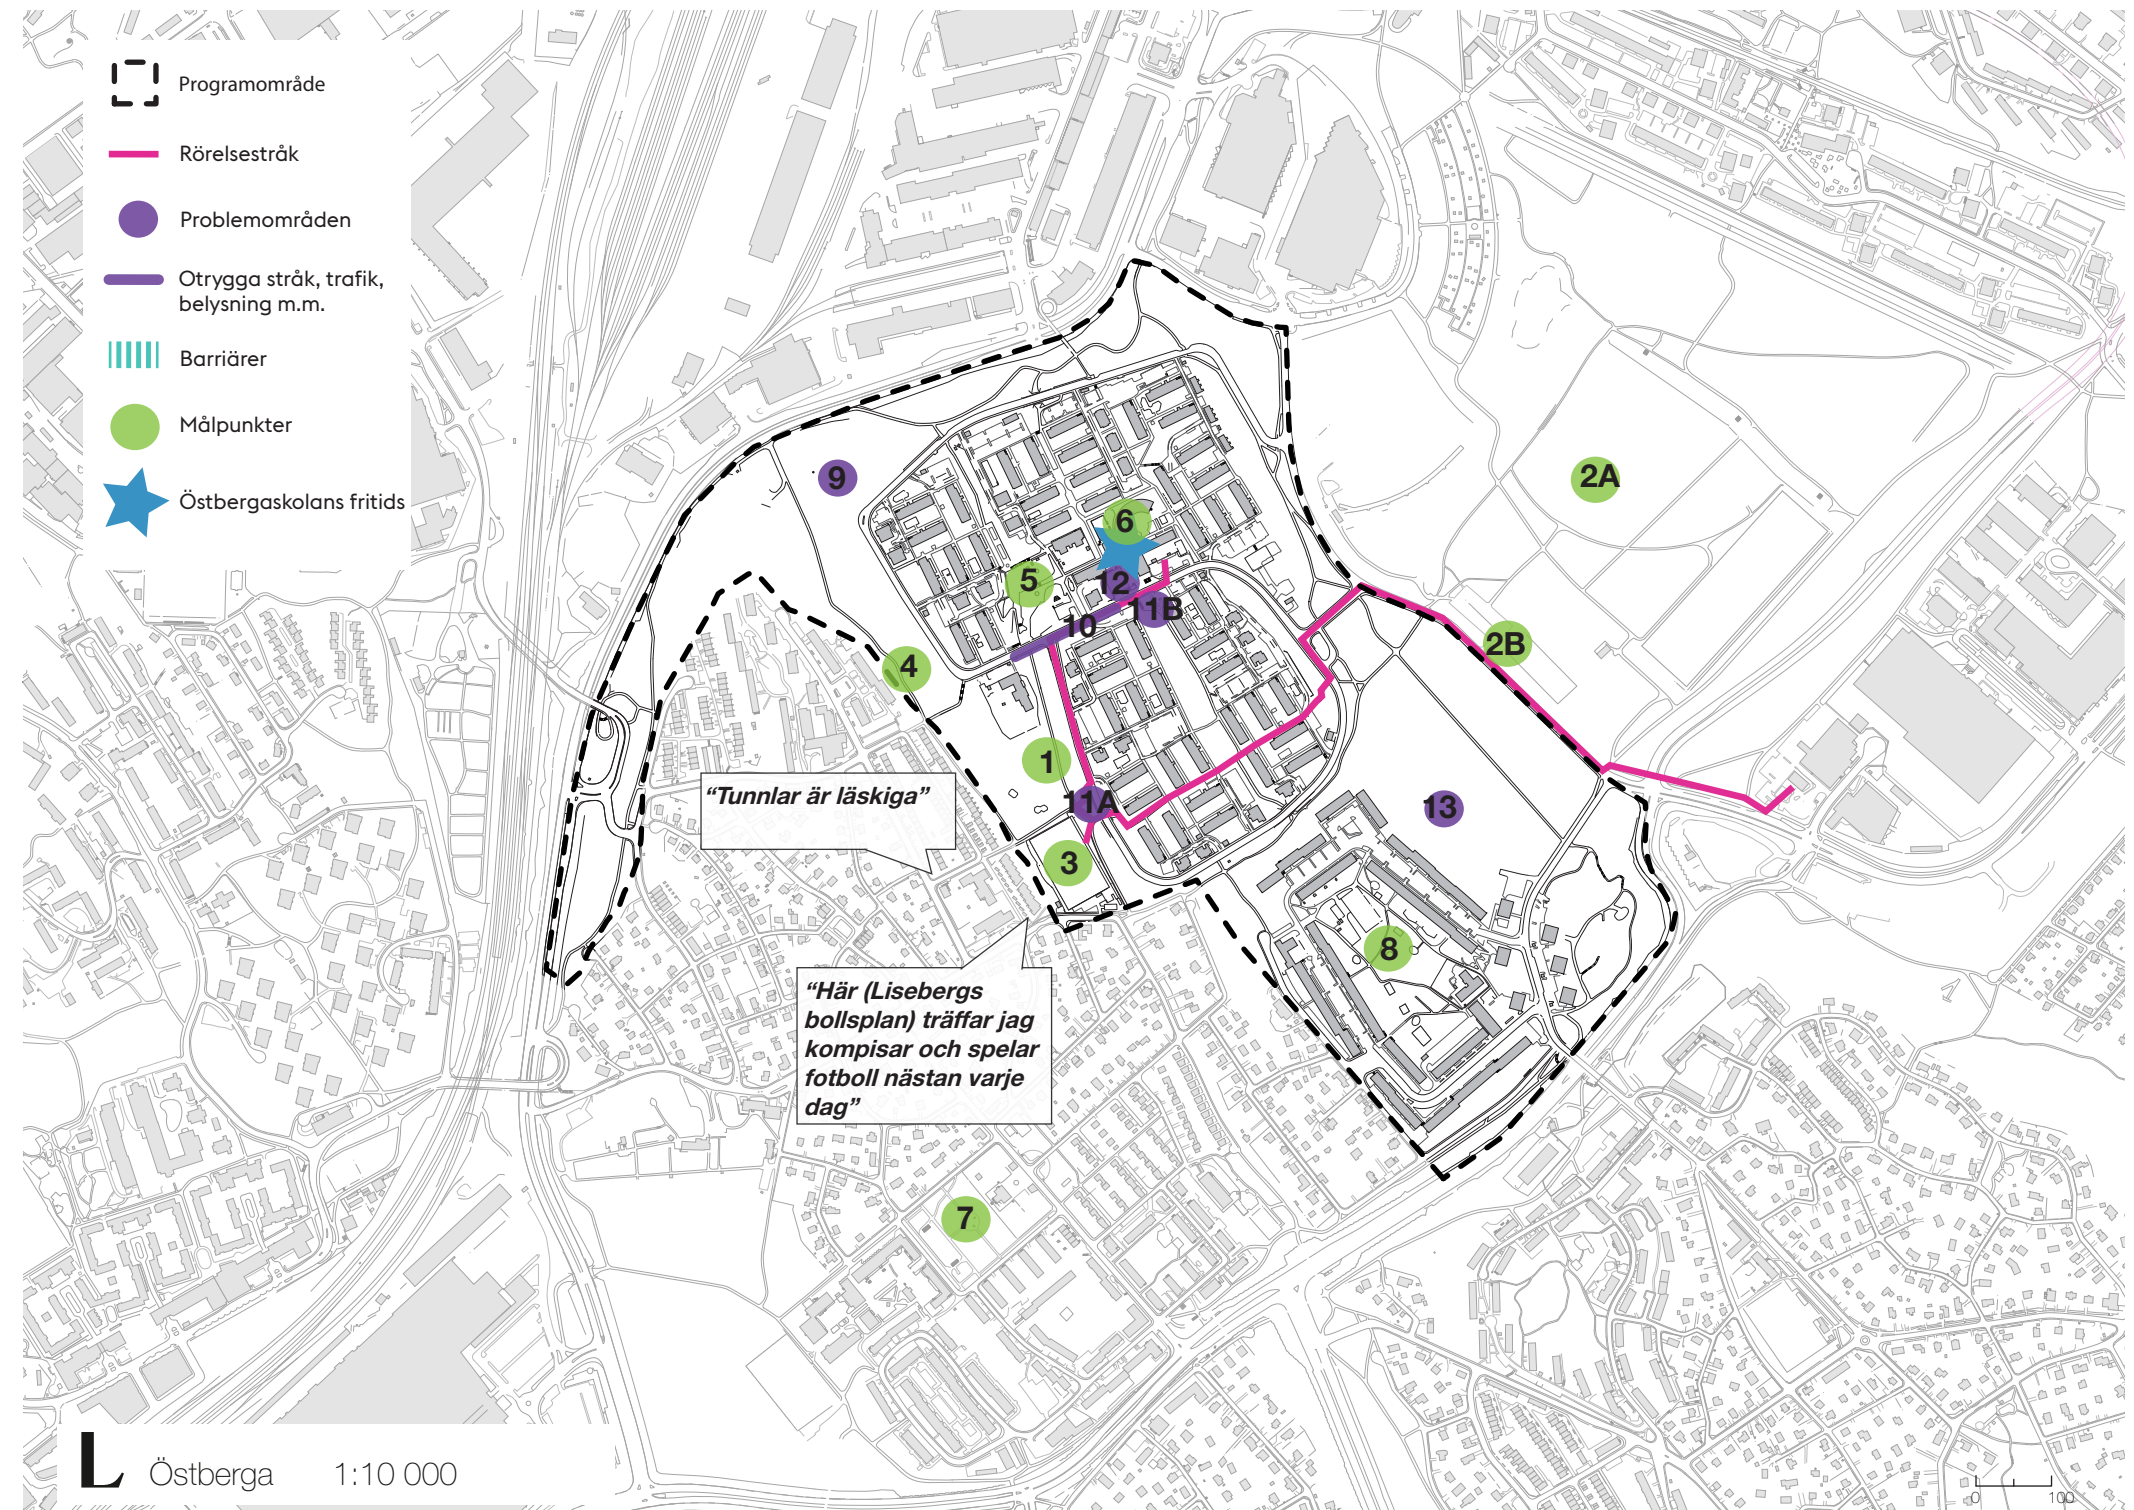 Programområde
Rörelsestråk
Problemområden
Otrygga stråk, trafik,
belysning m.m.
Barriärer
Målpunkter
Östbergaskolans fritids
9
2A
6
5
12
11B
10
2B
4
1
“Tunnlar är läskiga”
11A
13
3
8
“Här (Lisebergs
bollsplan) träffar jag
kompisar och spelar
fotboll nästan varje
dag”
7
L Östberga 1:10 000
0 100